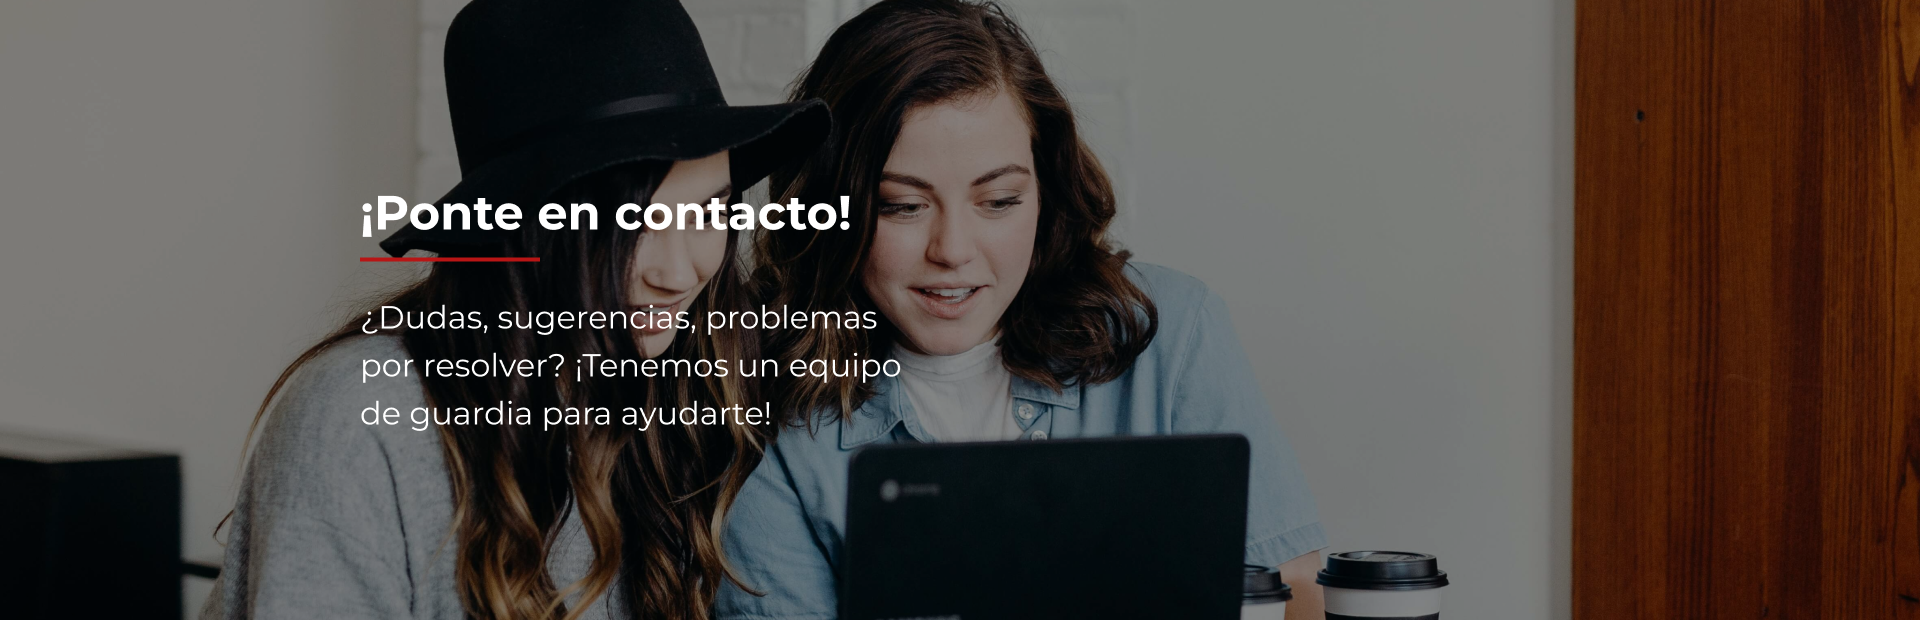 ¡Ponte en contacto!
¿Dudas, sugerencias, problemas
por resolver? ¡Tenemos un equipo
de guardia para ayudarte!